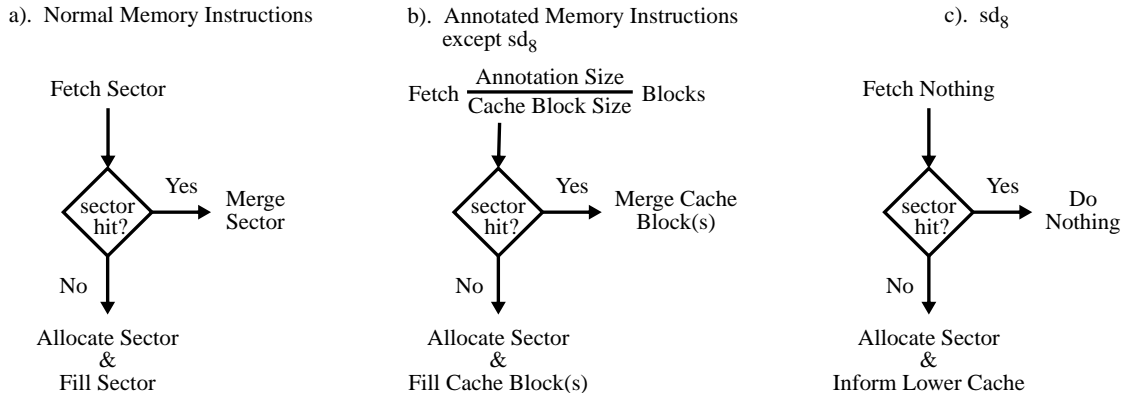 a). Normal Memory Instructions
Fetch Sector
sector
hit?
Yes
Merge
Sector
No
Allocate Sector
&
Fill Sector
b). Annotated Memory Instructions
except sd8
Fetch Annotation Size Blocks
Cache Block Size
sector
hit?
Yes
Merge Cache
Block(s)
No
Allocate Sector
&
Fill Cache Block(s)
c). sd8
Fetch Nothing
sector
hit?
Yes
Do
Nothing
No
Allocate Sector
&
Inform Lower Cache